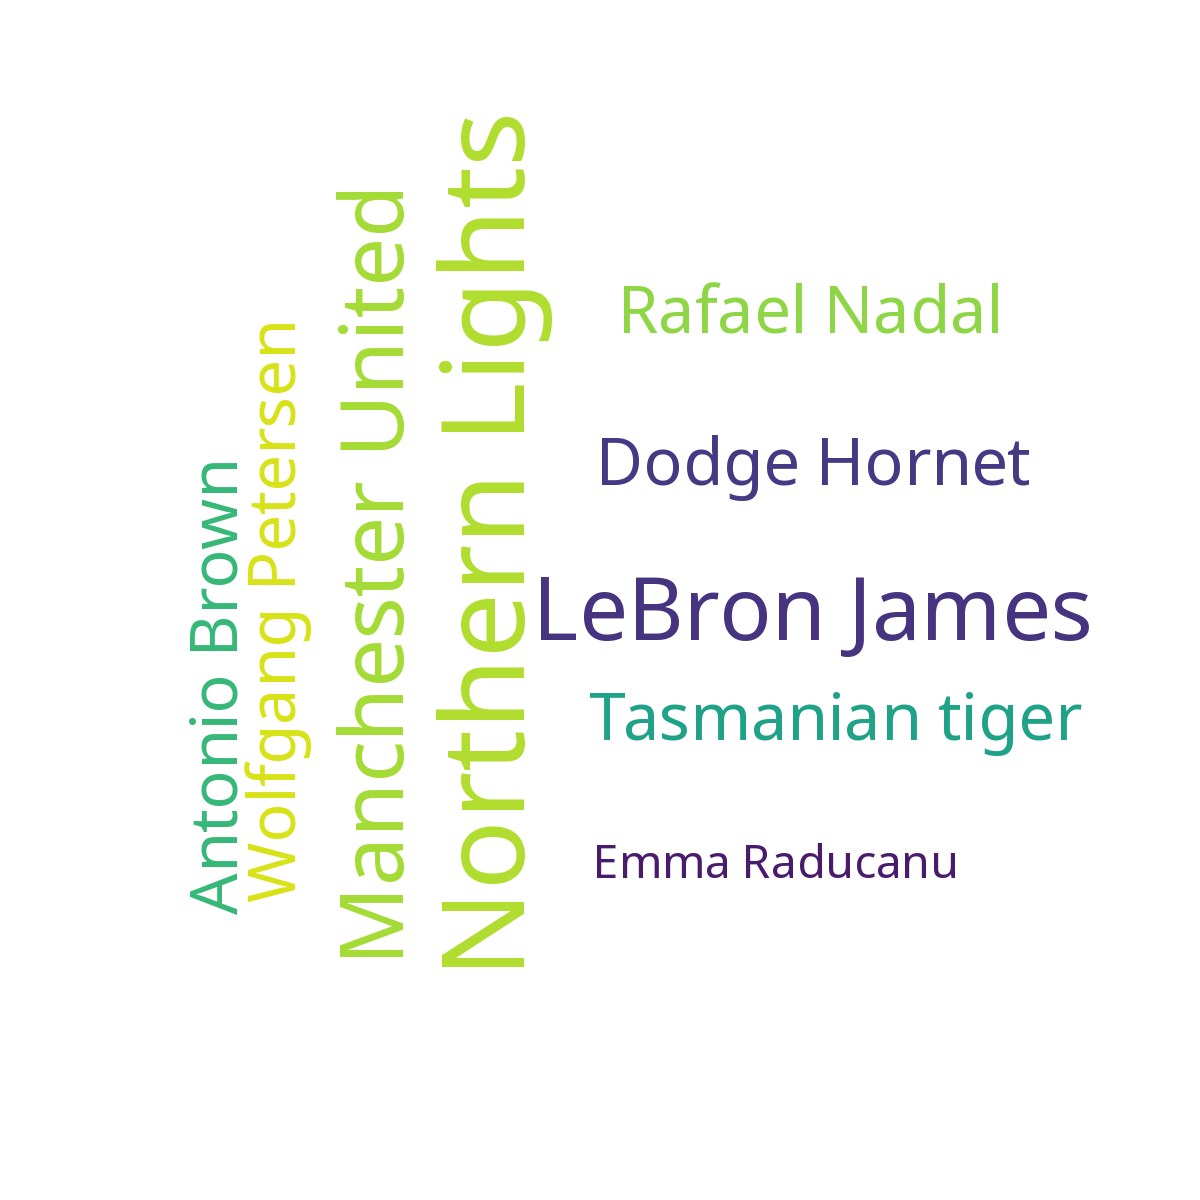 Antonio Brown
Wolfgang Petersen
Manchester United
Northern Lights
Rafael Nadal
Dodge Hornet
LeBron James
Tasmanian tiger
Emma Raducanu